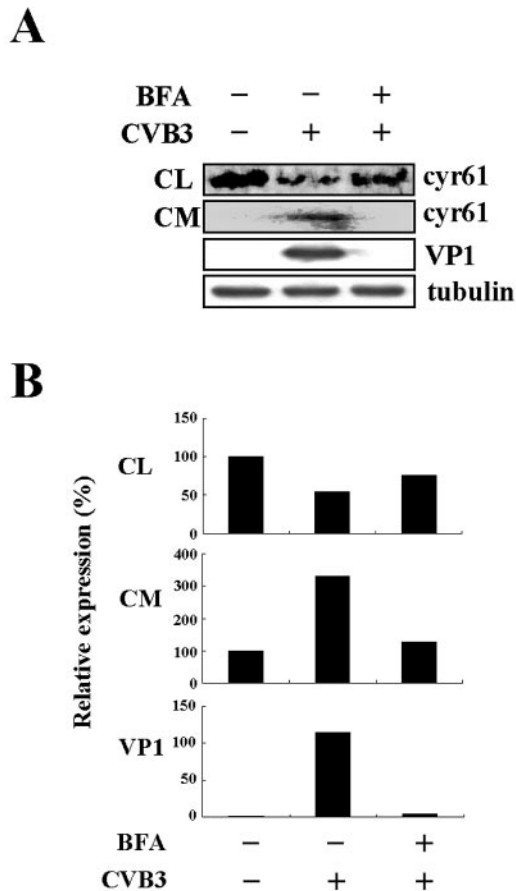 A
BFA − − +
CVB3 − + +
CL cyr61
CM cyr61
VP1
tubulin
B
Relative expression (%)
CL
150
100
50
0
CM
400
300
200
100
0
VP1
150
100
50
0
BFA − − +
CVB3 − + +